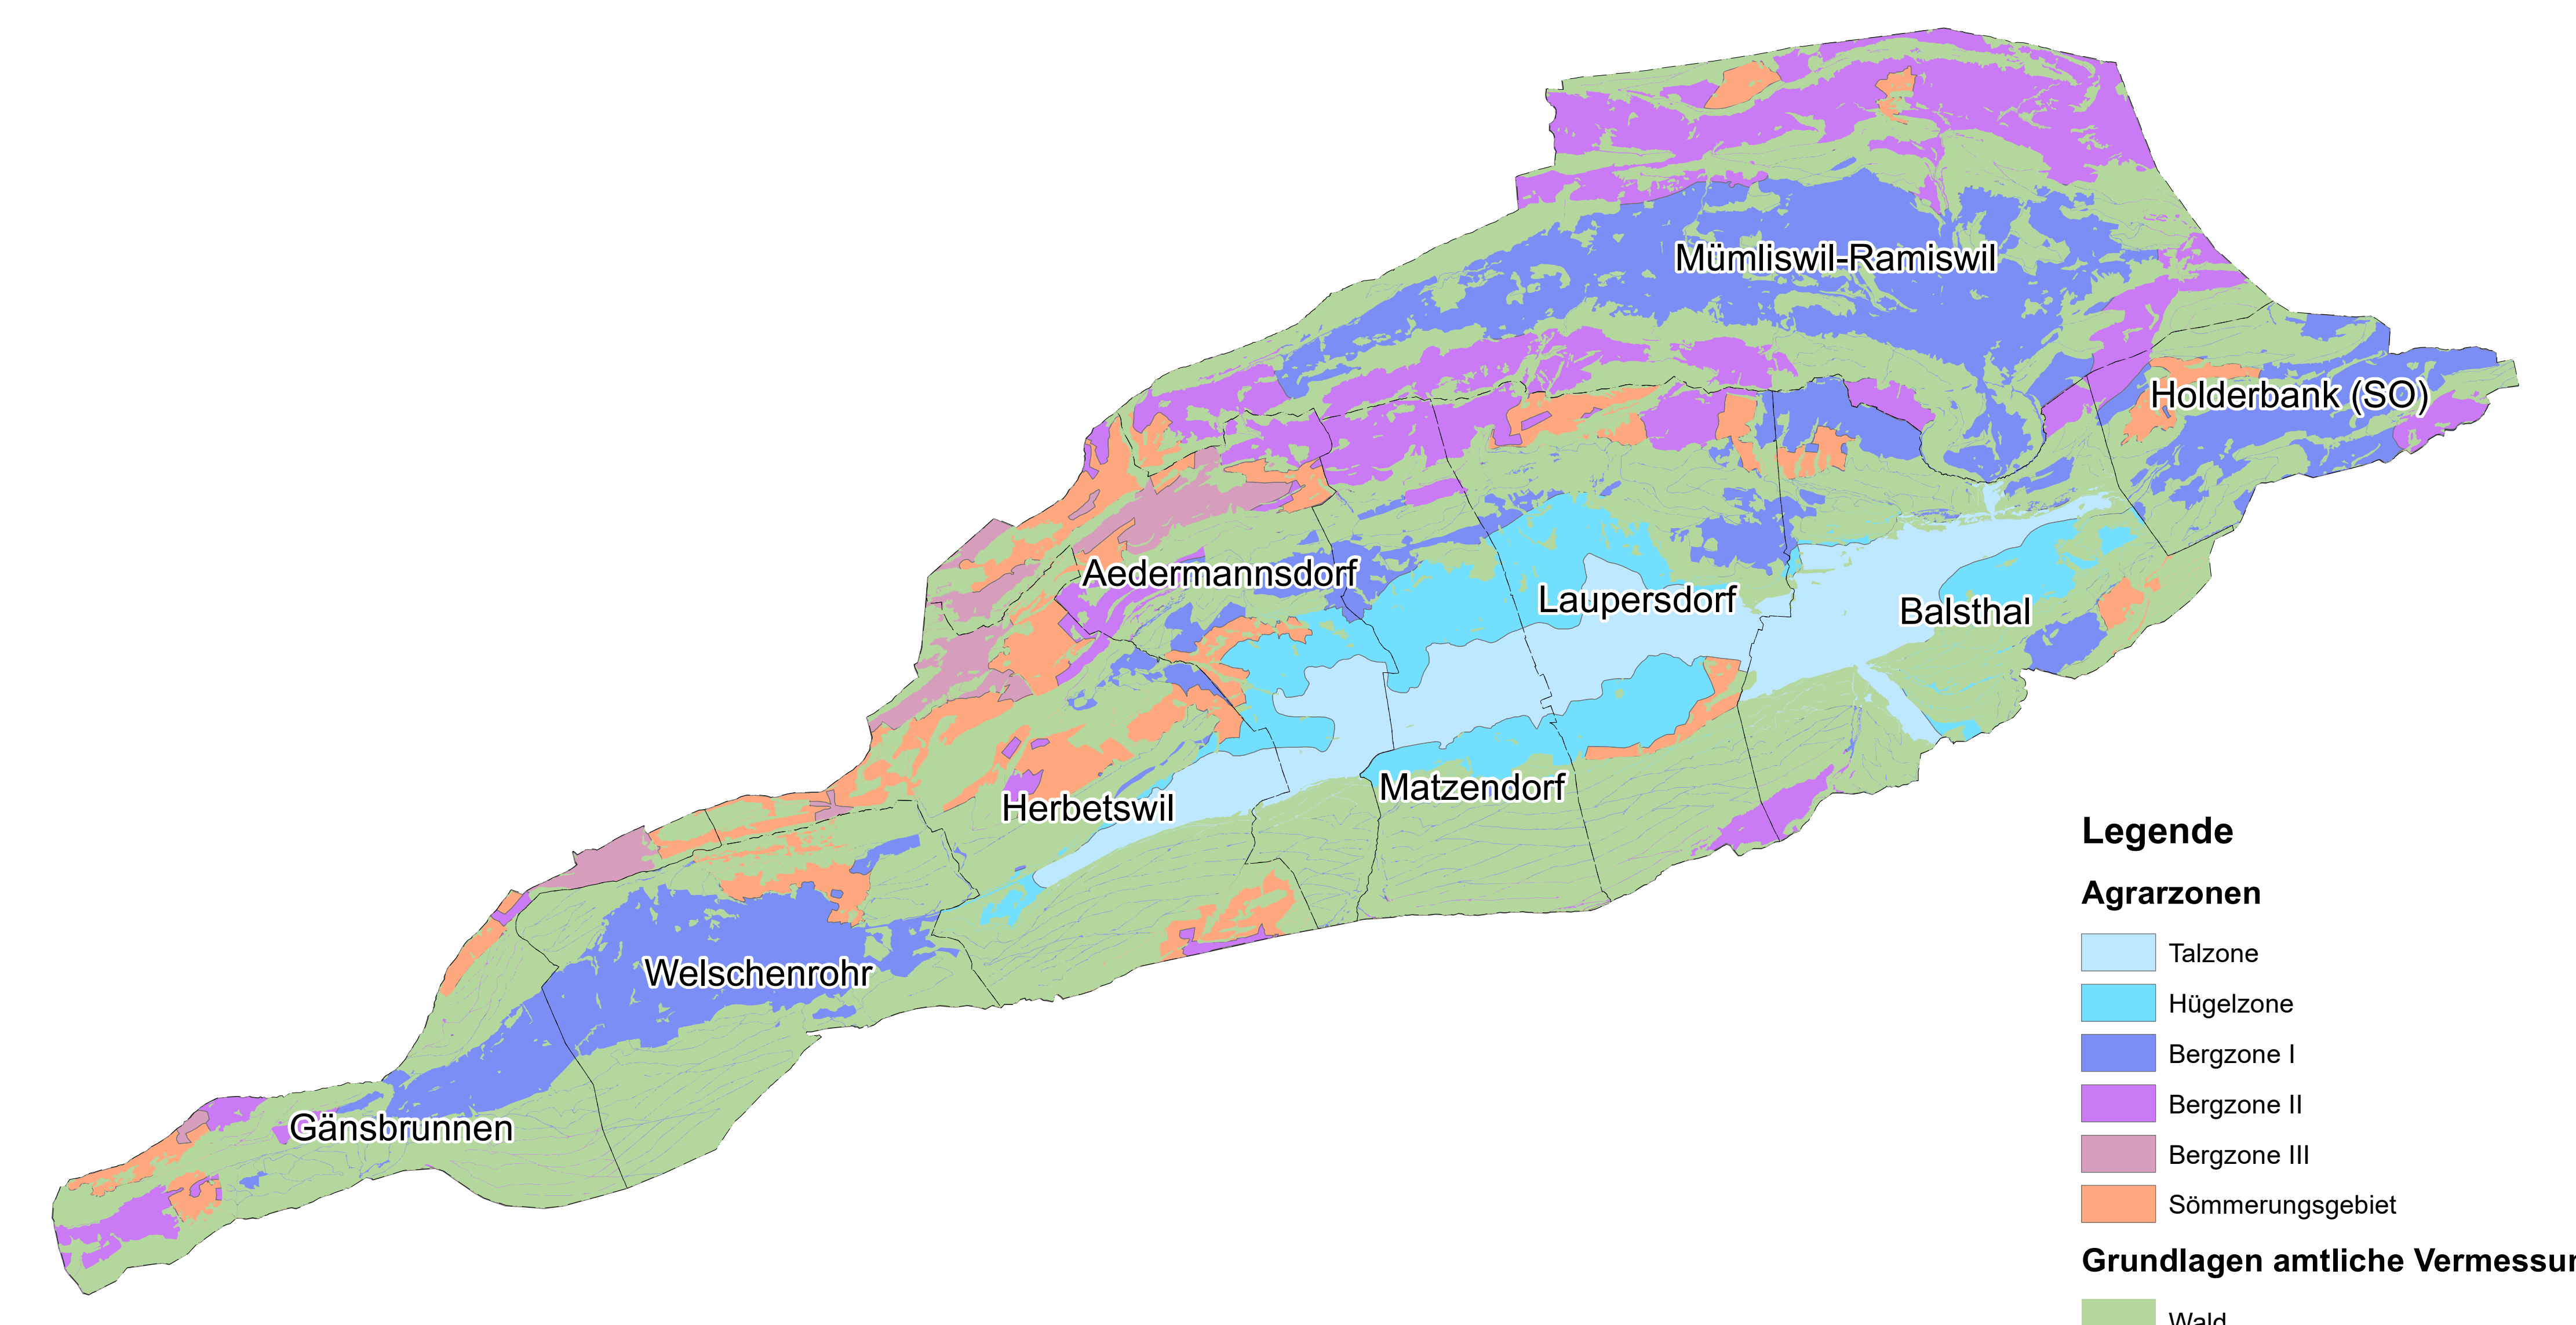 Mümliswil-Ramiswil
Holderbank (SO)
Aedermannsdorf
Laupersdorf
Balsthal
Matzendorf
Herbetswil
Welschenrohr
Gänsbrunnen
Legende
Agrarzonen
Talzone
Hügelzone
Bergzone I
Bergzone II
Bergzone III
Sömmerungsgebiet
Grundlagen amtliche Vermessun
Wald